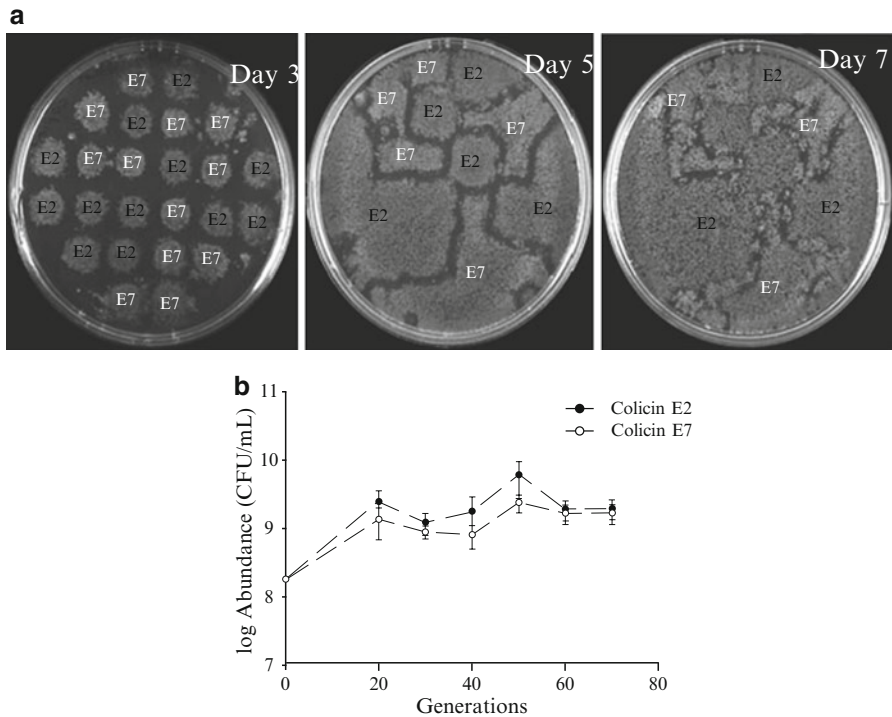 a
Day 3
E7 E2
E7 E2 E7 E7
E2 E7 E7 E2 E7 E2
E2 E2 E2 E7 E2 E2
E2 E2 E7 E7
E7 E7
Day 5
E7 E2
E7 E2 E7
E7 E2
E2 E2
E7
Day 7
E2
E7 E7
E2 E2
E7
b
log Abundance (CFU/mL)
11
10
9
8
7
Colicin E2
Colicin E7
0 20 40 60 80
Generations